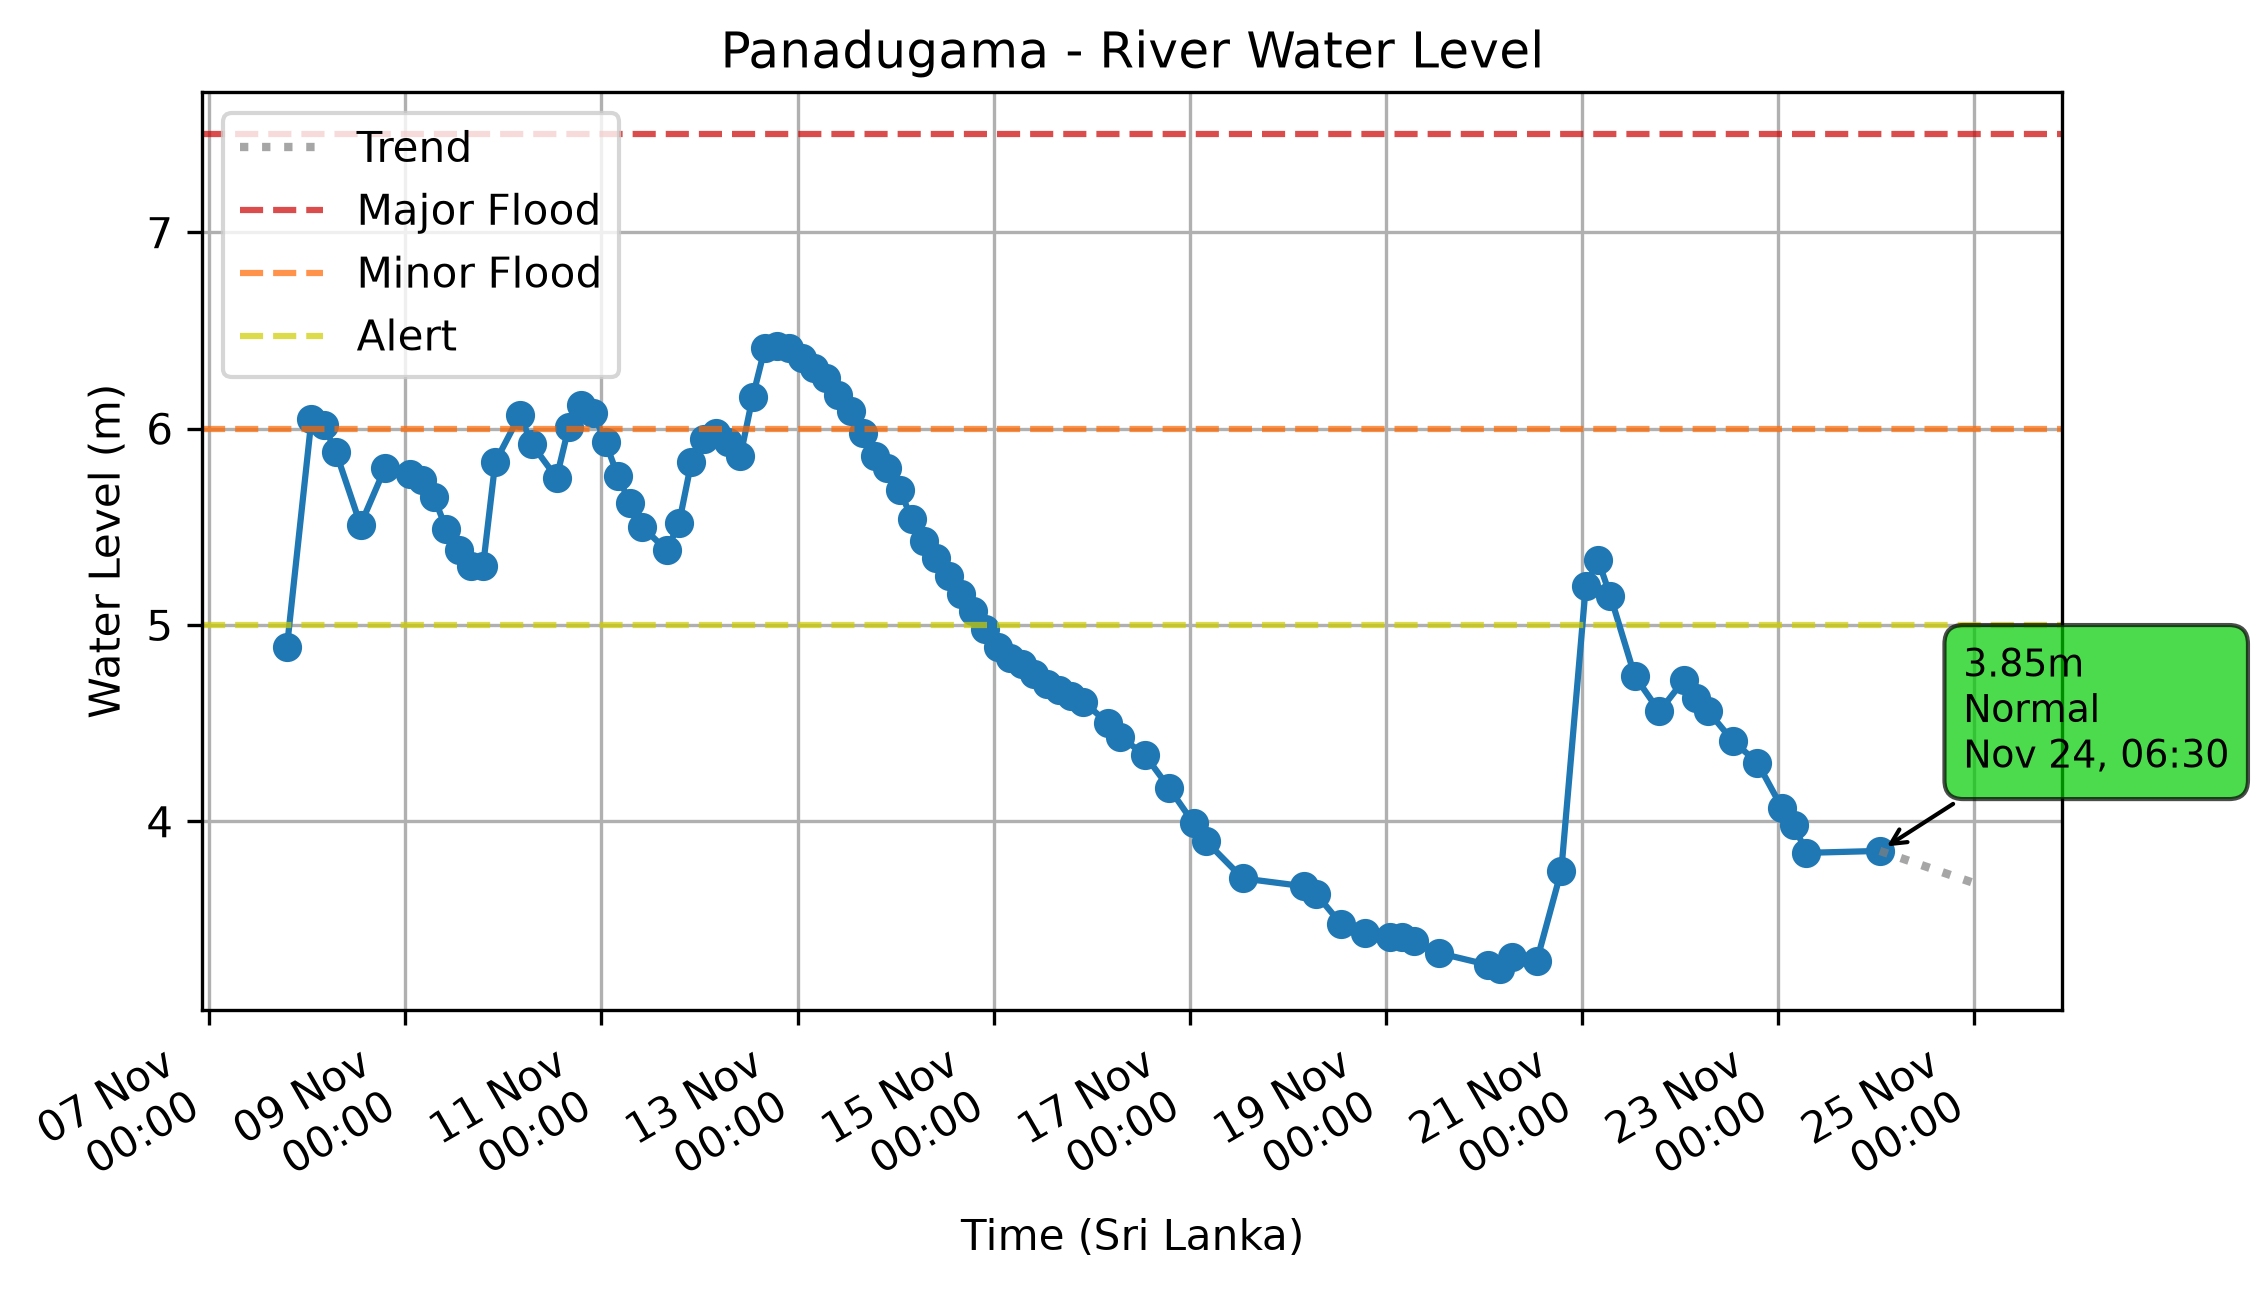 Panadugama - River Water Level
Trend
Major Flood
Minor Flood
Alert
7
6
5
4
Water Level (m)
3.85m
Normal
Nov 24, 06:30
07 Nov
00:00
09 Nov
00:00
11 Nov
00:00
13 Nov
00:00
15 Nov
00:00
17 Nov
00:00
19 Nov
00:00
21 Nov
00:00
23 Nov
00:00
25 Nov
00:00
Time (Sri Lanka)